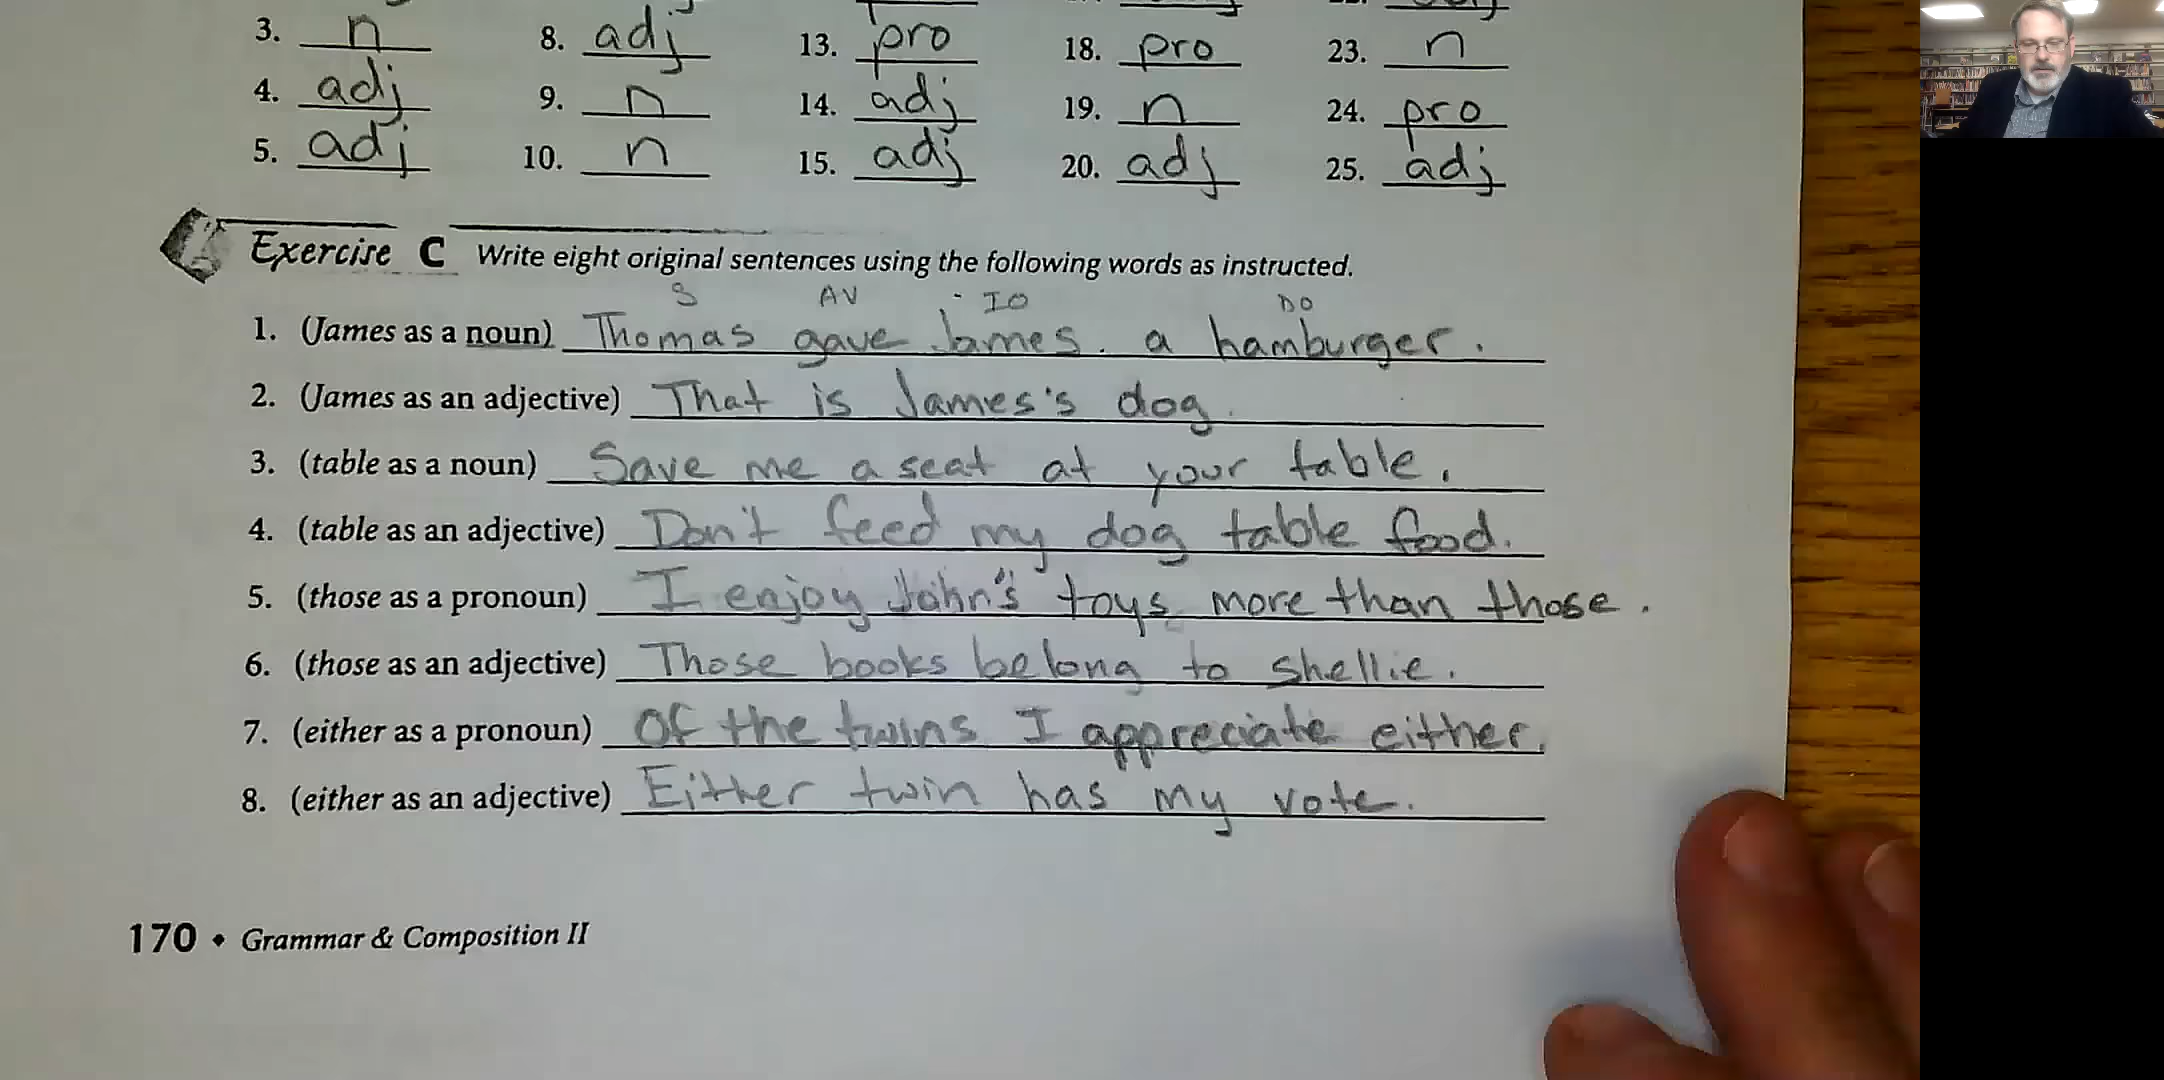 3. n 8. adj 13. pro 18. pro 23. n
4. adj 9. n 14. adj 19. n 24. pro
5. adj 10. n 15. adj 20. adj 25. adj
Exercise C Write eight original sentences using the following words as instructed.
S AV IO DO
1. (James as a noun) Thomas gave James a hamburger.
2. (James as an adjective) That is James's dog.
3. (table as a noun) Save me a seat at your table.
4. (table as an adjective) Don't feed my dog table food.
5. (those as a pronoun) I enjoy John's toys more than those.
6. (those as an adjective) Those books belong to shellie.
7. (either as a pronoun) Of the twins I appreciate either.
8. (either as an adjective) Either twin has my vote.
170 • Grammar & Composition II